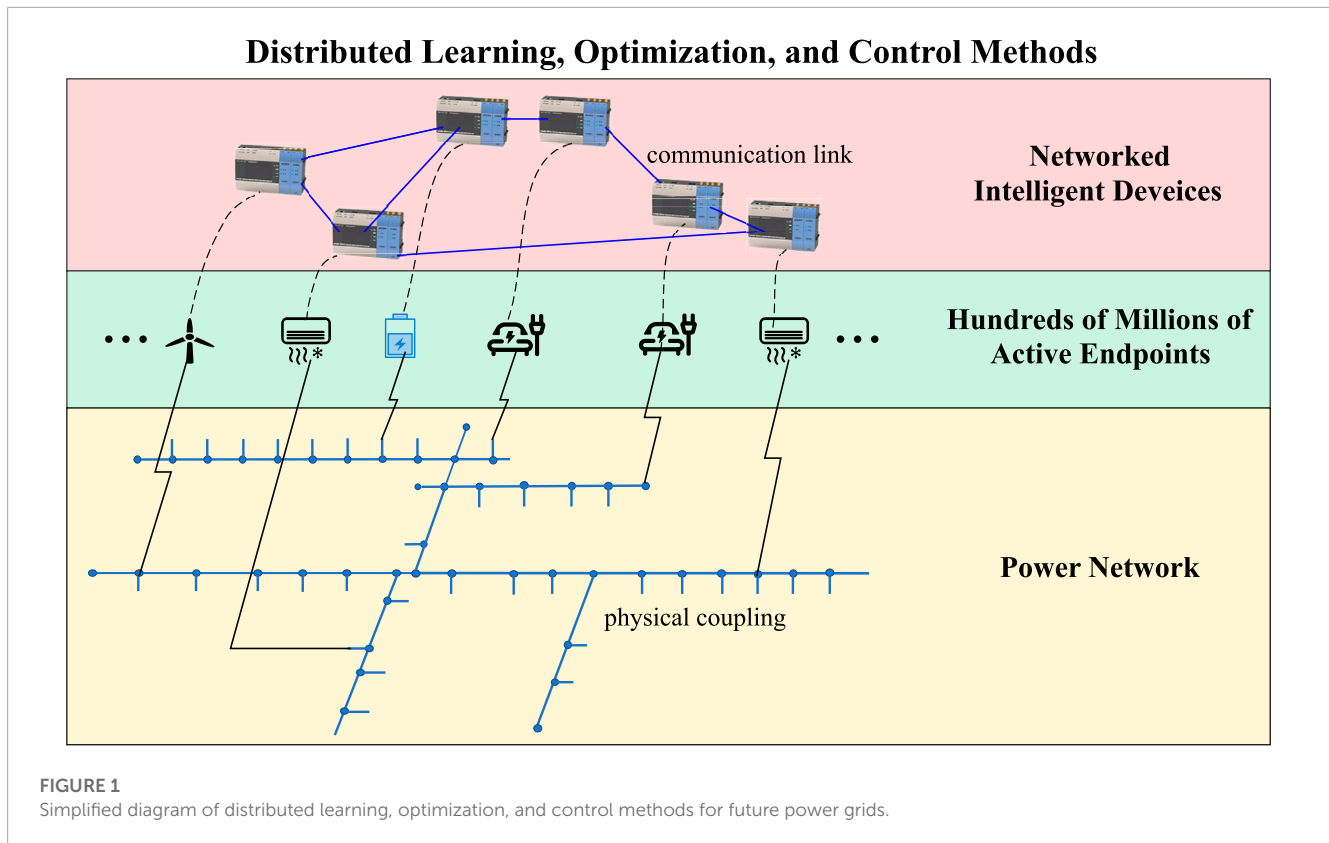 Distributed Learning, Optimization, and Control Methods
communication link
Networked
Intelligent Deveices
Hundreds of Millions of
Active Endpoints
Power Network
physical coupling
FIGURE 1
Simplified diagram of distributed learning, optimization, and control methods for future power grids.